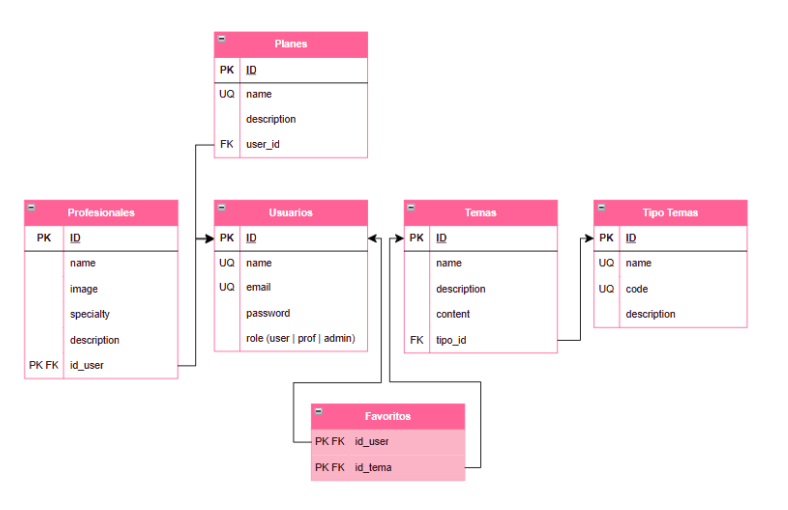 Planes
PK ID
UQ name
description
FK user_id
Profesionales
PK ID
name
image
specialty
description
PK FK id_user
Usuarios
PK ID
UQ name
UQ email
password
role (user | prof | admin)
Temas
PK ID
name
description
content
FK tipo_id
Tipo Temas
PK ID
UQ name
UQ code
description
Favoritos
PK FK id_user
PK FK id_tema